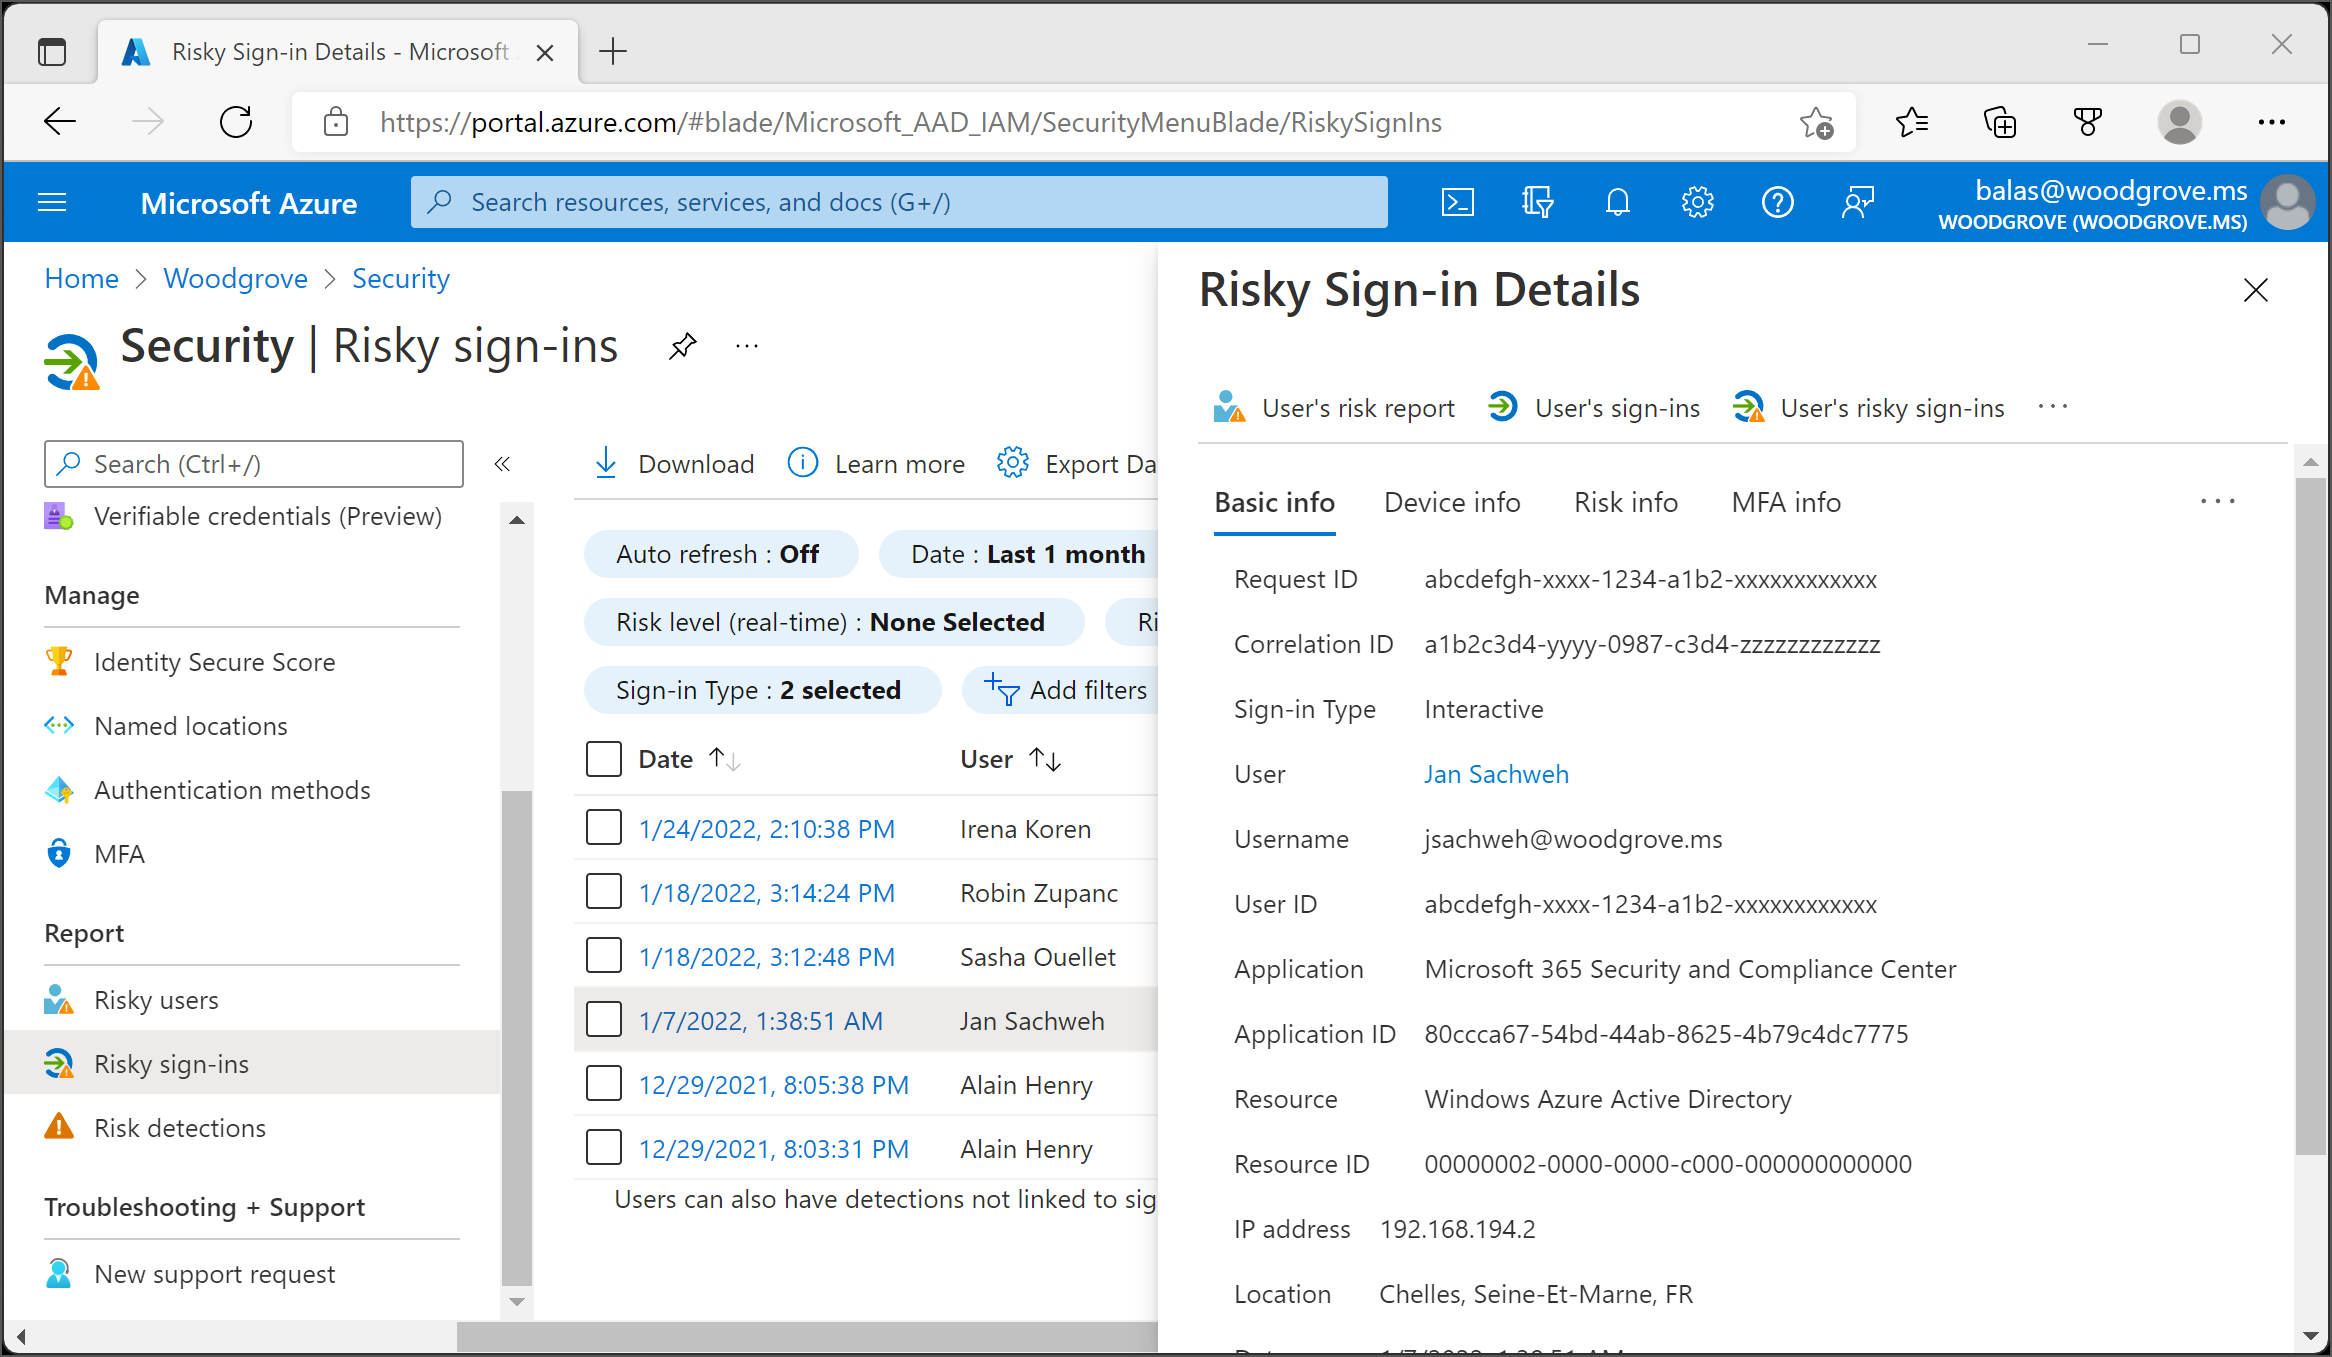 Risky Sign-in Details - Microsoft
https://portal.azure.com/#blade/Microsoft_AAD_IAM/SecurityMenuBlade/RiskySignIns
Microsoft Azure
Search resources, services, and docs (G+/)
balas@woodgrove.ms
WOODGROVE (WOODGROVE.MS)
Home > Woodgrove > Security
Security | Risky sign-ins
Search (Ctrl+/)
Verifiable credentials (Preview)
Manage
Identity Secure Score
Named locations
Authentication methods
MFA
Report
Risky users
Risky sign-ins
Risk detections
Troubleshooting + Support
New support request
Download
Learn more
Export Da
Auto refresh : Off
Date : Last 1 month
Risk level (real-time) : None Selected
Ri
Sign-in Type : 2 selected
Add filters
Date User
1/24/2022, 2:10:38 PM Irena Koren
1/18/2022, 3:14:24 PM Robin Zupanc
1/18/2022, 3:12:48 PM Sasha Ouellet
1/7/2022, 1:38:51 AM Jan Sachweh
12/29/2021, 8:05:38 PM Alain Henry
12/29/2021, 8:03:31 PM Alain Henry
Users can also have detections not linked to sig
Risky Sign-in Details
User's risk report
User's sign-ins
User's risky sign-ins
Basic info Device info Risk info MFA info
Request ID abcdefgh-xxxx-1234-a1b2-xxxxxxxxxxxx
Correlation ID a1b2c3d4-yyyy-0987-c3d4-zzzzzzzzzzzz
Sign-in Type Interactive
User Jan Sachweh
Username jsachweh@woodgrove.ms
User ID abcdefgh-xxxx-1234-a1b2-xxxxxxxxxxxx
Application Microsoft 365 Security and Compliance Center
Application ID 80ccca67-54bd-44ab-8625-4b79c4dc7775
Resource Windows Azure Active Directory
Resource ID 00000002-0000-0000-c000-000000000000
IP address 192.168.194.2
Location Chelles, Seine-Et-Marne, FR